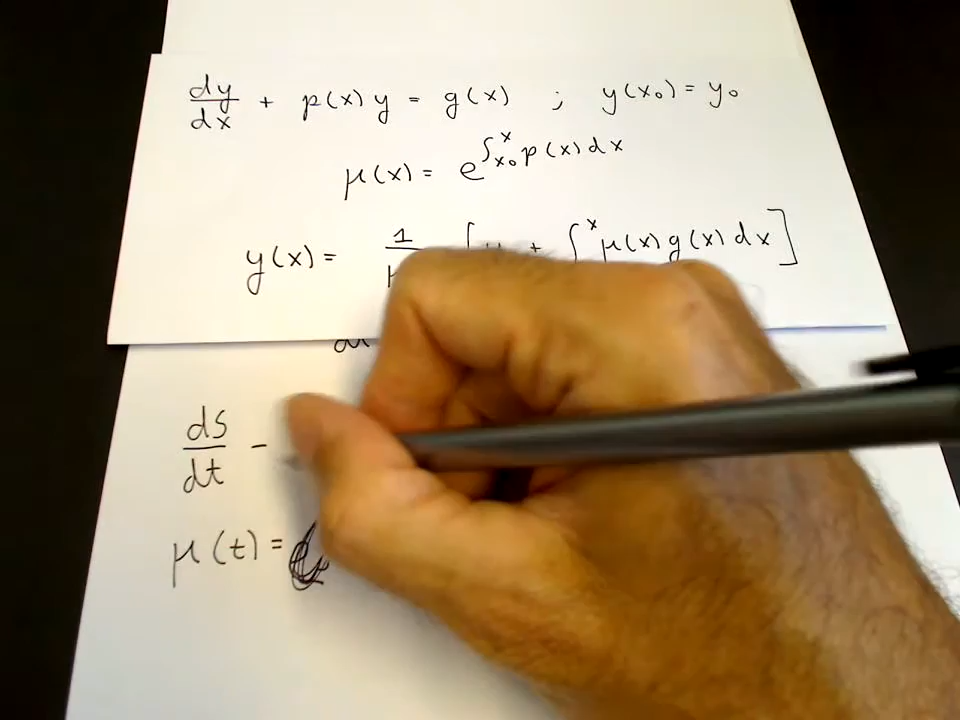 dy/dx + p(x) y = g(x) ; y(x₀) = y₀
μ(x) = e^∫ₓ₀ˣ p(x) dx
y(x) = 1 [ + ∫ˣ μ(x) g(x) dx ]
dS/dt −
μ(t) =